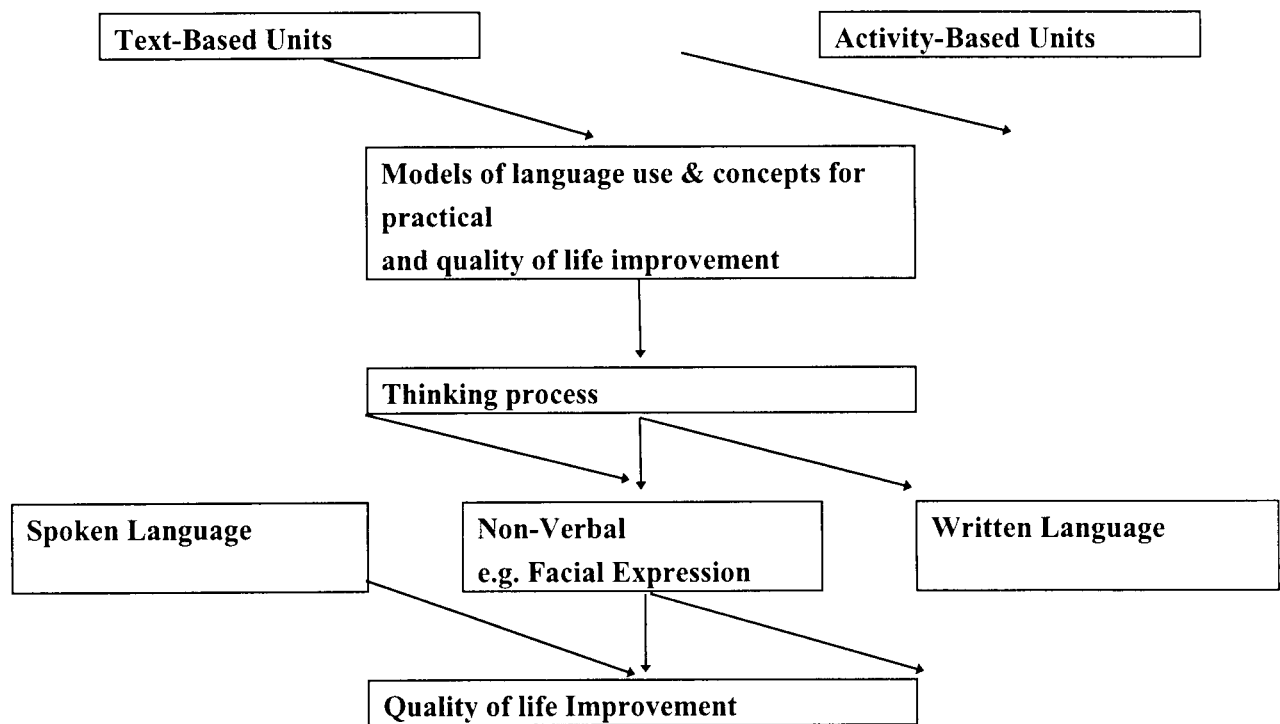 Text-Based Units
Activity-Based Units
Models of language use & concepts for
practical
and quality of life improvement
Thinking process
Spoken Language
Non-Verbal
e.g. Facial Expression
Written Language
Quality of life Improvement